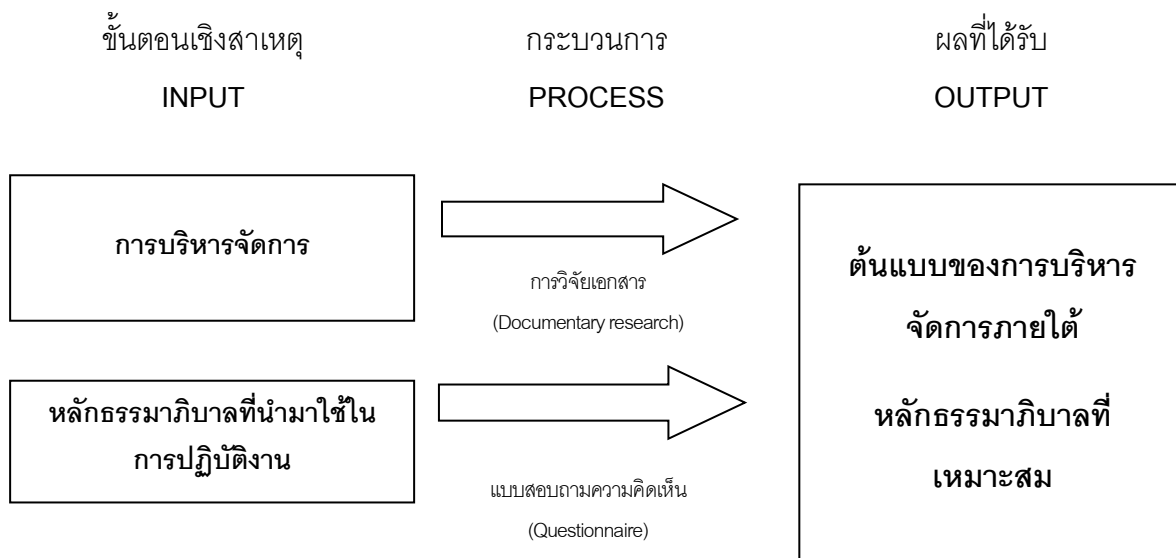 ขั้นตอนเชิงสาเหตุ
INPUT
กระบวนการ
PROCESS
ผลที่ได้รับ
OUTPUT
การบริหารจัดการ
การวิจัยเอกสาร
(Documentary research)
หลักธรรมาภิบาลที่นำมาใช้ใน
การปฏิบัติงาน
แบบสอบถามความคิดเห็น
(Questionnaire)
ต้นแบบของการบริหาร
จัดการภายใต้
หลักธรรมาภิบาลที่
เหมาะสม